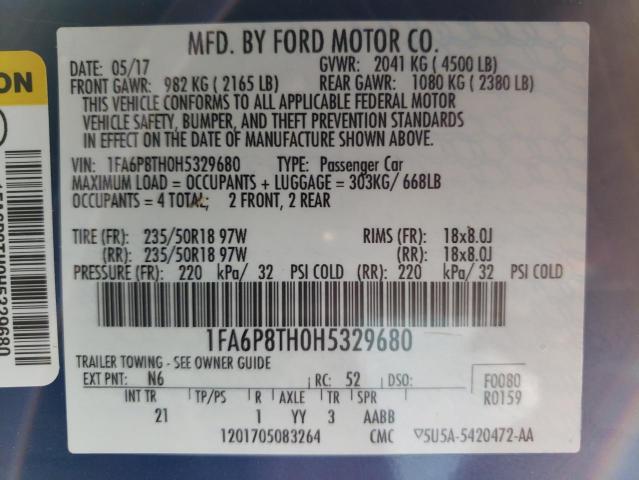 MFD. BY FORD MOTOR CO.
DATE: 05/17 GVWR: 2041 KG ( 4500 LB)
FRONT GAWR: 982 KG ( 2165 LB) REAR GAWR: 1080 KG ( 2380 LB)
THIS VEHICLE CONFORMS TO ALL APPLICABLE FEDERAL MOTOR
VEHICLE SAFETY, BUMPER, AND THEFT PREVENTION STANDARDS
IN EFFECT ON THE DATE OF MANUFACTURE SHOWN ABOVE.
VIN: 1FA6P8TH0H5329680 TYPE: Passenger Car
MAXIMUM LOAD = OCCUPANTS + LUGGAGE = 303KG/ 668LB
OCCUPANTS = 4 TOTAL; 2 FRONT, 2 REAR
TIRE (FR): 235/50R18 97W RIMS (FR): 18x8.0J
(RR): 235/50R18 97W (RR): 18x8.0J
PRESSURE (FR): 220 kPa/ 32 PSI COLD (RR): 220 kPa/ 32 PSI COLD
1FA6P8TH0H5329680
TRAILER TOWING - SEE OWNER GUIDE
EXT PNT: N6 RC: 52 DSO: F0080
INT TR TP/PS R AXLE TR SPR R0159
21 1 YY 3 AABB
1201705083264 CMC 5U5A-5420472-AA
ON
1FA6P8TH0H5329680